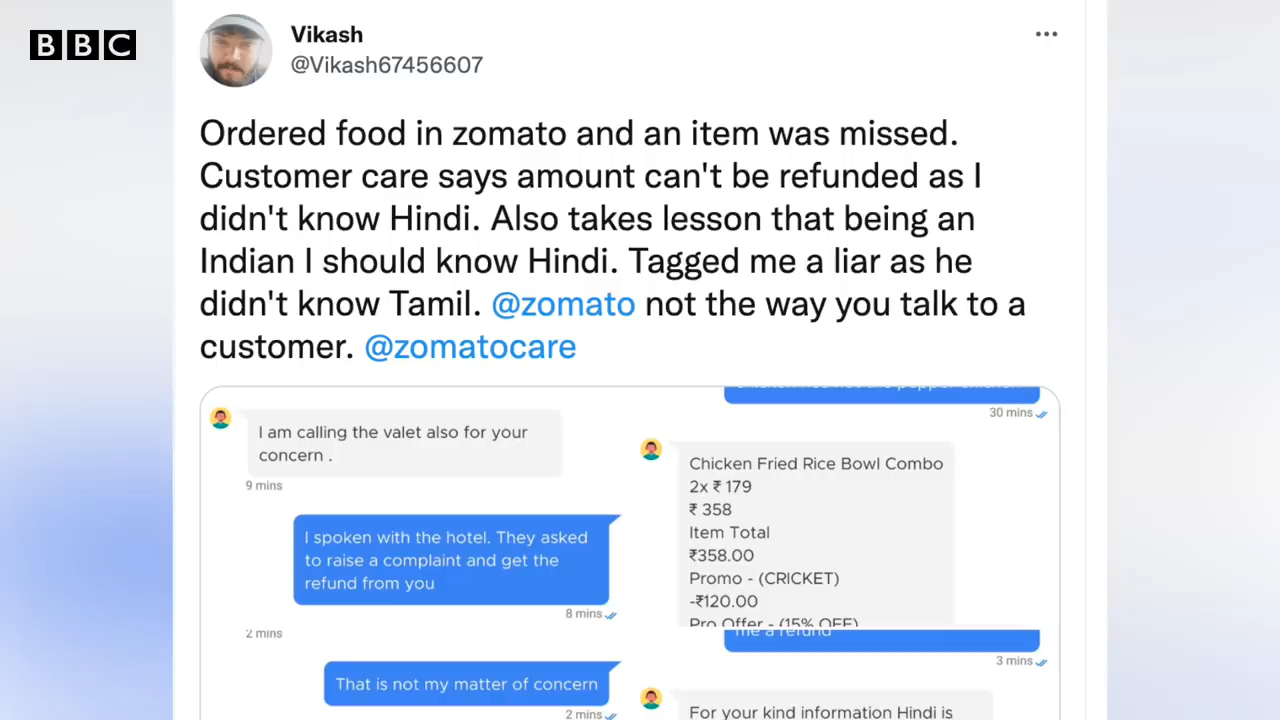 BBC
Vikash
@Vikash67456607
Ordered food in zomato and an item was missed.
Customer care says amount can't be refunded as I
didn't know Hindi. Also takes lesson that being an
Indian I should know Hindi. Tagged me a liar as he
didn't know Tamil. @zomato not the way you talk to a
customer. @zomatocare
I am calling the valet also for your
concern .
9 mins
I spoken with the hotel. They asked
to raise a complaint and get the
refund from you
8 mins
2 mins
That is not my matter of concern
2 mins
30 mins
Chicken Fried Rice Bowl Combo
2x ₹ 179
₹ 358
Item Total
₹358.00
Promo - (CRICKET)
-₹120.00
Pro Offer - (15% OFF)
me a refund
3 mins
For your kind information Hindi is